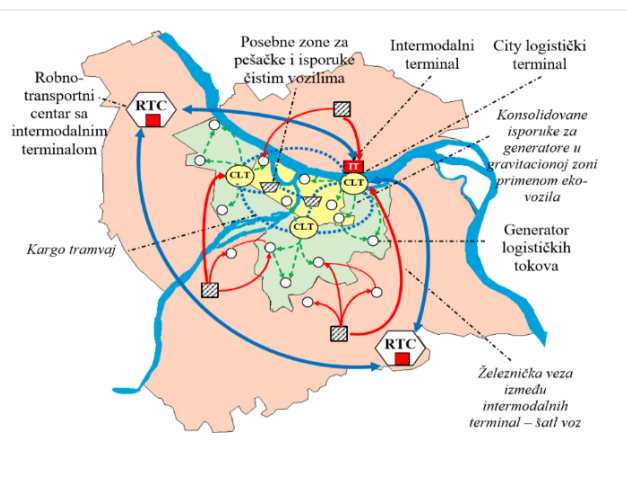 Posebne zone za
pešačke i isporuke
čistim vozilima
Intermodalni
terminal
City logistički
terminal
Robno-
transportni
centar sa
intermodalnim
terminalom
RTC
Konsolidovane
isporuke za
generatore u
gravitacionoj zoni
primenom eko-
vozila
IT
CLT
CLT
CLT
Kargo tramvaj
Generator
logističkih
tokova
RTC
Železnička veza
između
intermodalnih
terminal – šatl voz